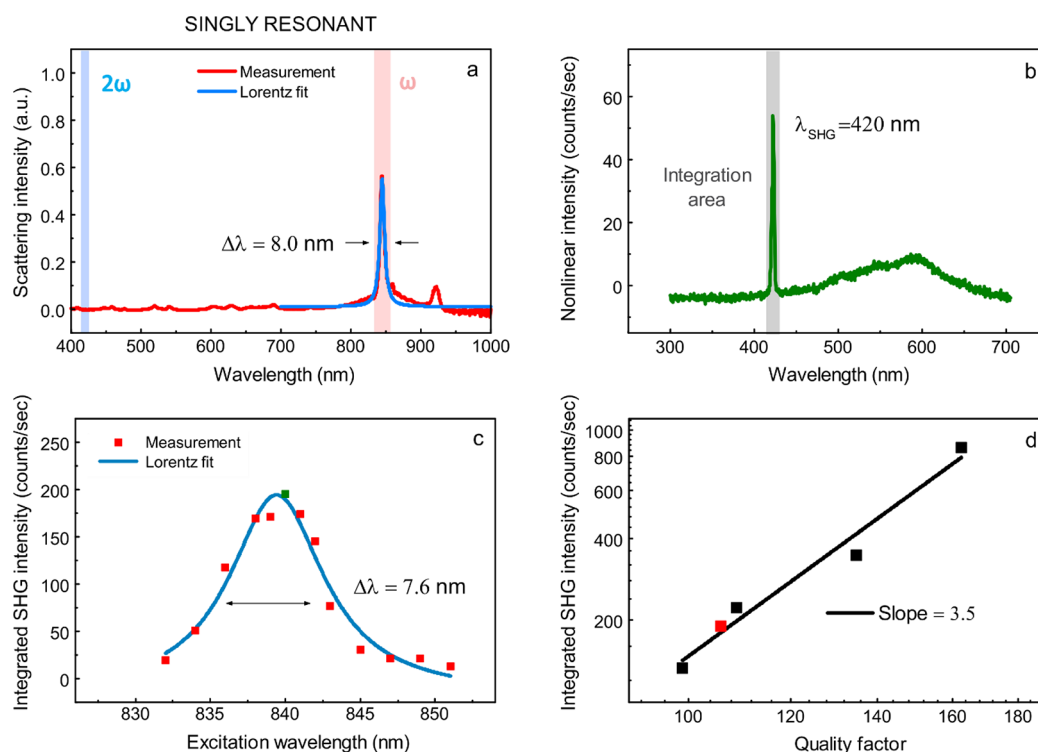 SINGLY RESONANT
a
2ω
ω
Measurement
Lorentz fit
Δλ = 8.0 nm
Scattering intensity (a.u.)
1.0
0.8
0.6
0.4
0.2
0.0
400 500 600 700 800 900 1000
Wavelength (nm)
b
λSHG=420 nm
Integration
area
Nonlinear intensity (counts/sec)
60
40
20
0
300 400 500 600 700
Wavelength (nm)
c
Measurement
Lorentz fit
Δλ = 7.6 nm
Integrated SHG intensity (counts/sec)
250
200
150
100
50
0
830 835 840 845 850
Excitation wavelength (nm)
d
Slope = 3.5
Integrated SHG intensity (counts/sec)
1000
800
600
400
200
100 120 140 160 180
Quality factor